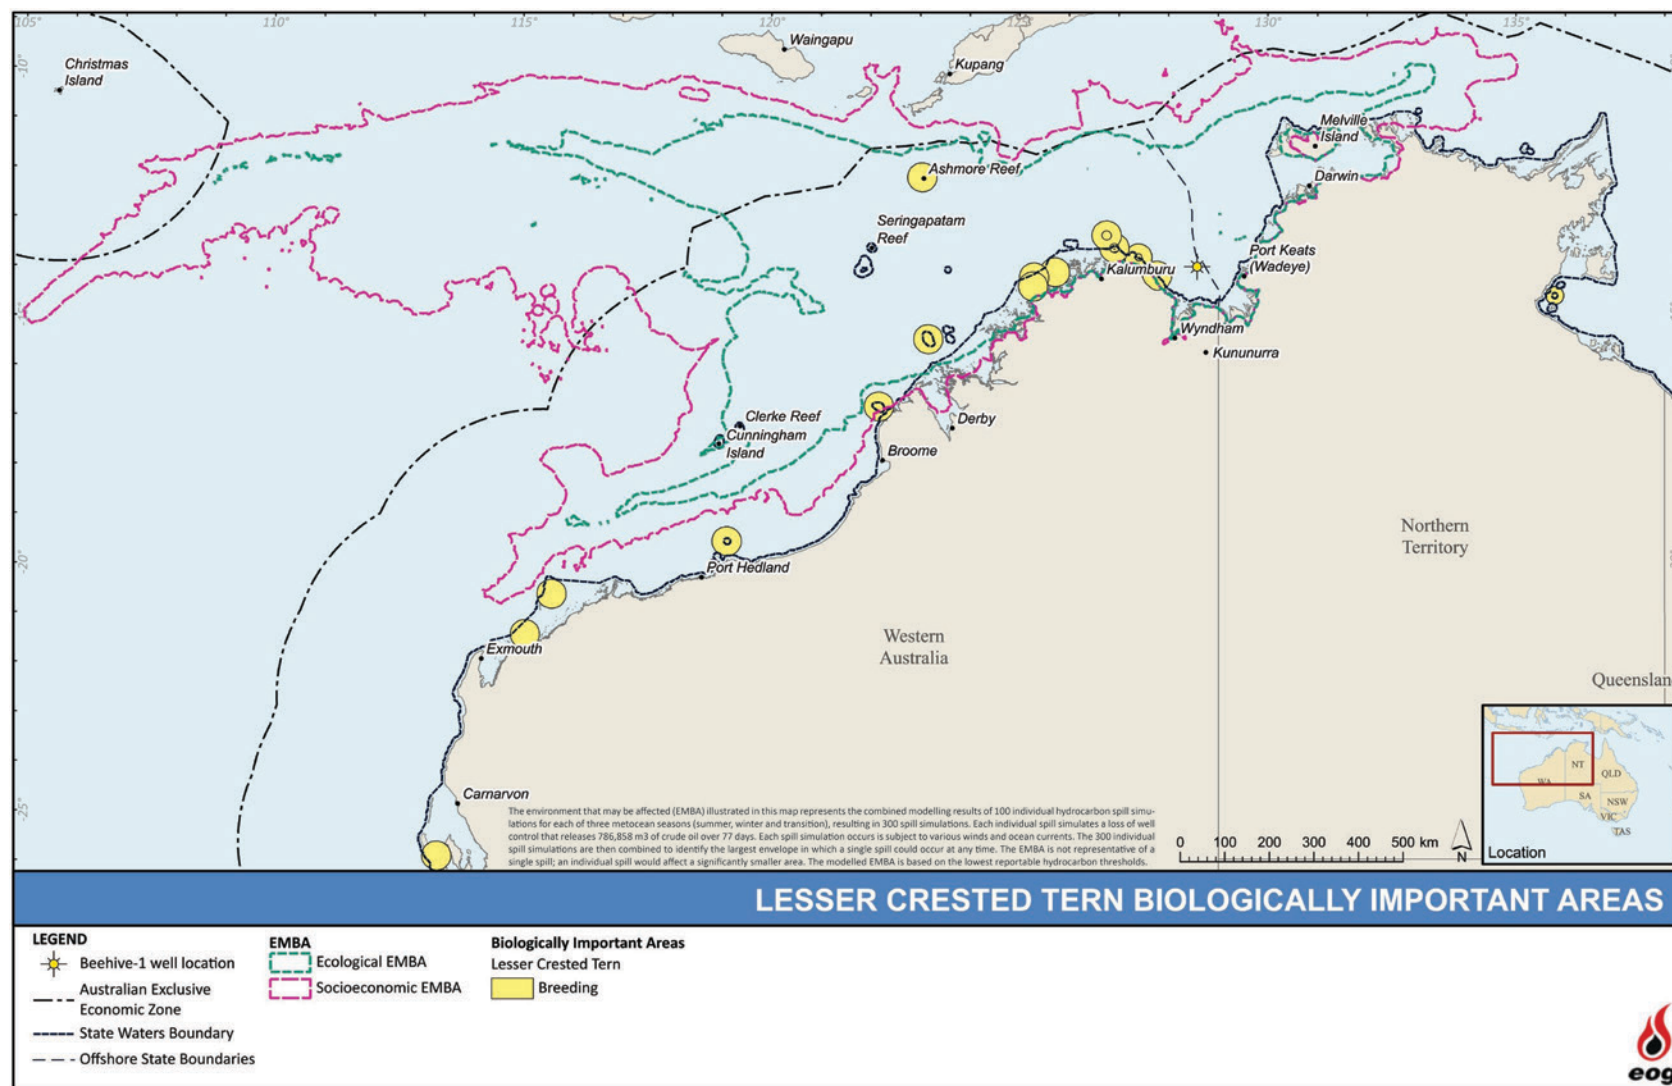 105°
115°
120°
125°
130°
135°
-10°
Christmas
Island
Waingapu
Kupang
Melville
Island
Ashmore Reef
Darwin
Seringapatam
Reef
Port Keats
(Wadeye)
Kalumburu
Wyndham
Kununurra
Clerke Reef
Cunningham
Island
Derby
Broome
Northern
Territory
-20°
Port Hedland
Western
Australia
Exmouth
Queenslan
-25°
Carnarvon
The environment that may be affected (EMBA) illustrated in this map represents the combined modelling results of 100 individual hydrocarbon spill simu-
lations for each of three metocean seasons (summer, winter and transition), resulting in 300 spill simulations. Each individual spill simulates a loss of well
control that releases 786,858 m3 of crude oil over 77 days. Each spill simulation occurs is subject to various winds and ocean currents. The 300 individual
spill simulations are then combined to identify the largest envelope in which a single spill could occur at any time. The EMBA is not representative of a
single spill; an individual spill would affect a significantly smaller area. The modelled EMBA is based on the lowest reportable hydrocarbon thresholds.
0 100 200 300 400 500 km
N
WA
NT
QLD
SA
NSW
VIC
TAS
Location
LESSER CRESTED TERN BIOLOGICALLY IMPORTANT AREAS
LEGEND
Beehive-1 well location
Australian Exclusive
Economic Zone
State Waters Boundary
Offshore State Boundaries
EMBA
Ecological EMBA
Socioeconomic EMBA
Biologically Important Areas
Lesser Crested Tern
Breeding
eog